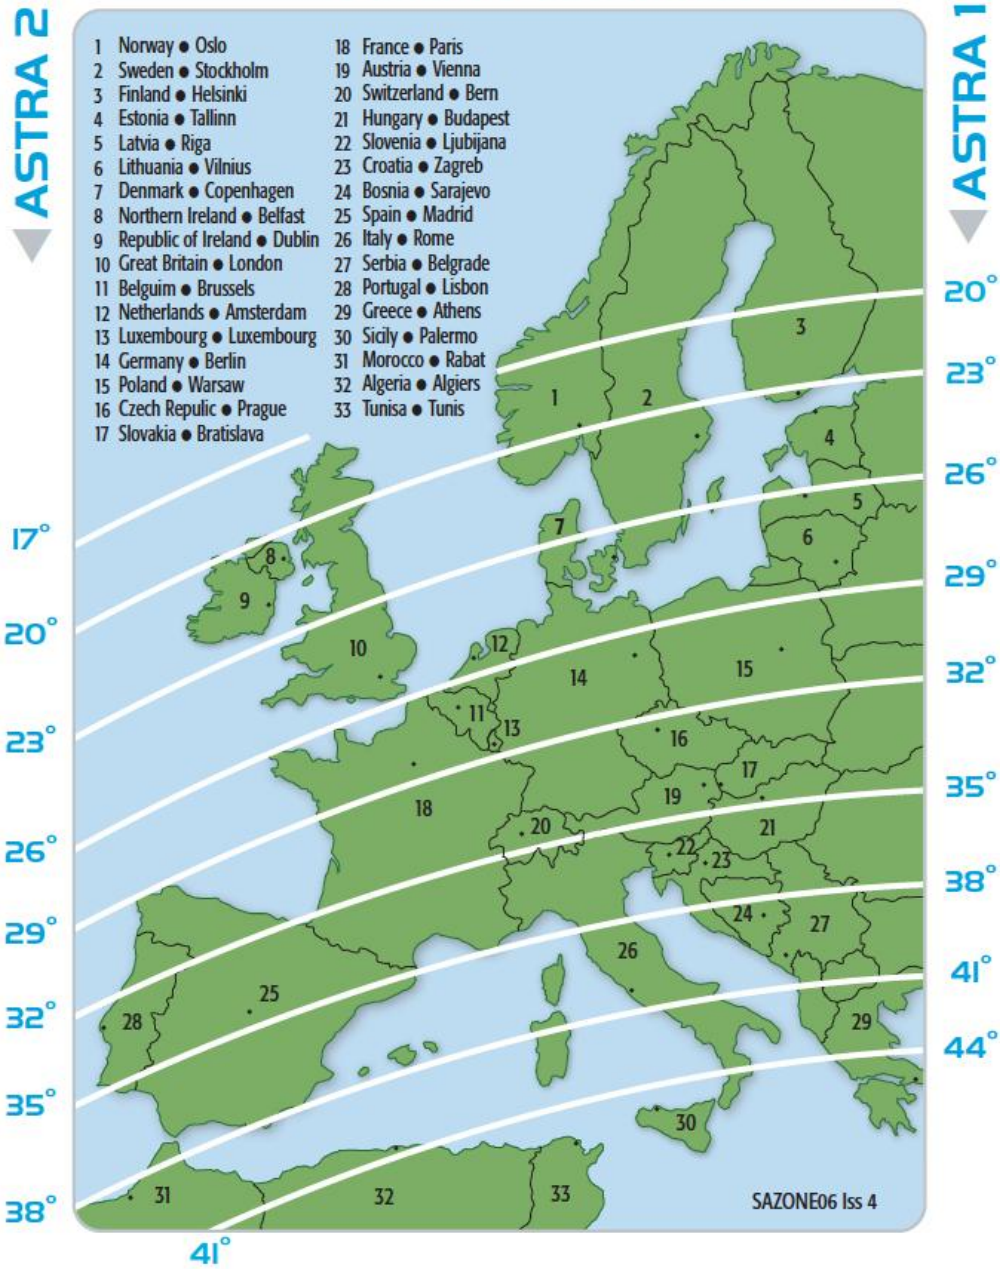 ASTRA 2
ASTRA 1
1 Norway ● Oslo
2 Sweden ● Stockholm
3 Finland ● Helsinki
4 Estonia ● Tallinn
5 Latvia ● Riga
6 Lithuania ● Vilnius
7 Denmark ● Copenhagen
8 Northern Ireland ● Belfast
9 Republic of Ireland ● Dublin
10 Great Britain ● London
11 Belguim ● Brussels
12 Netherlands ● Amsterdam
13 Luxembourg ● Luxembourg
14 Germany ● Berlin
15 Poland ● Warsaw
16 Czech Repulic ● Prague
17 Slovakia ● Bratislava
18 France ● Paris
19 Austria ● Vienna
20 Switzerland ● Bern
21 Hungary ● Budapest
22 Slovenia ● Ljubijana
23 Croatia ● Zagreb
24 Bosnia ● Sarajevo
25 Spain ● Madrid
26 Italy ● Rome
27 Serbia ● Belgrade
28 Portugal ● Lisbon
29 Greece ● Athens
30 Sicily ● Palermo
31 Morocco ● Rabat
32 Algeria ● Algiers
33 Tunisa ● Tunis
17°
20°
23°
26°
29°
32°
35°
38°
41°
20°
23°
26°
29°
32°
35°
38°
41°
44°
1
2
3
4
5
6
7
8
9
10
11
12
13
14
15
16
17
18
19
20
21
22
23
24
25
26
27
28
29
30
31
32
33
SAZONE06 Iss 4